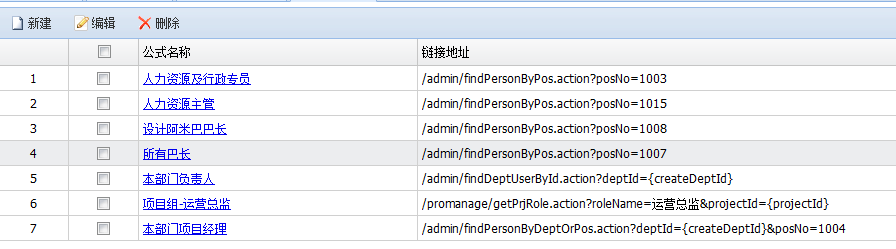 新建 编辑 删除
公式名称 链接地址
1 人力资源及行政专员 /admin/findPersonByPos.action?posNo=1003
2 人力资源主管 /admin/findPersonByPos.action?posNo=1015
3 设计阿米巴巴长 /admin/findPersonByPos.action?posNo=1008
4 所有巴长 /admin/findPersonByPos.action?posNo=1007
5 本部门负责人 /admin/findDeptUserById.action?deptId={createDeptId}
6 项目组-运营总监 /promanage/getPrjRole.action?roleName=运营总监&projectId={projectId}
7 本部门项目经理 /admin/findPersonByDeptOrPos.action?deptId={createDeptId}&posNo=1004